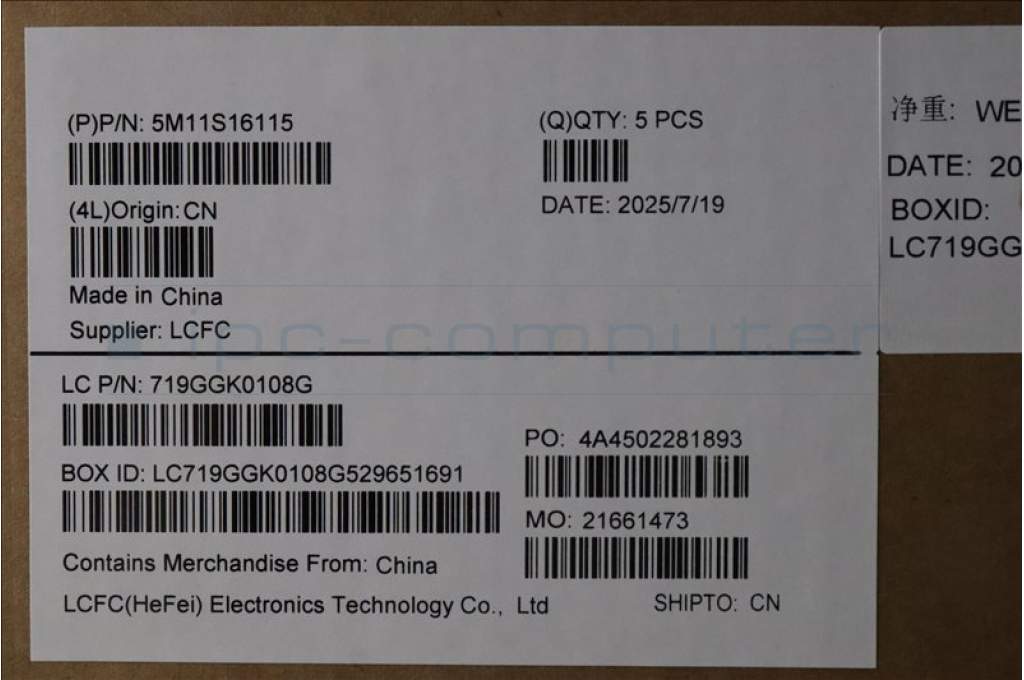 (P)P/N: 5M11S16115
(Q)QTY: 5 PCS
(4L)Origin:CN
DATE: 2025/7/19
Made in China
Supplier: LCFC
ipc-computer
LC P/N: 719GGK0108G
PO: 4A4502281893
BOX ID: LC719GGK0108G529651691
MO: 21661473
Contains Merchandise From: China
LCFC(HeFei) Electronics Technology Co., Ltd
SHIPTO: CN
净重: WE
DATE: 20
BOXID:
LC719GG